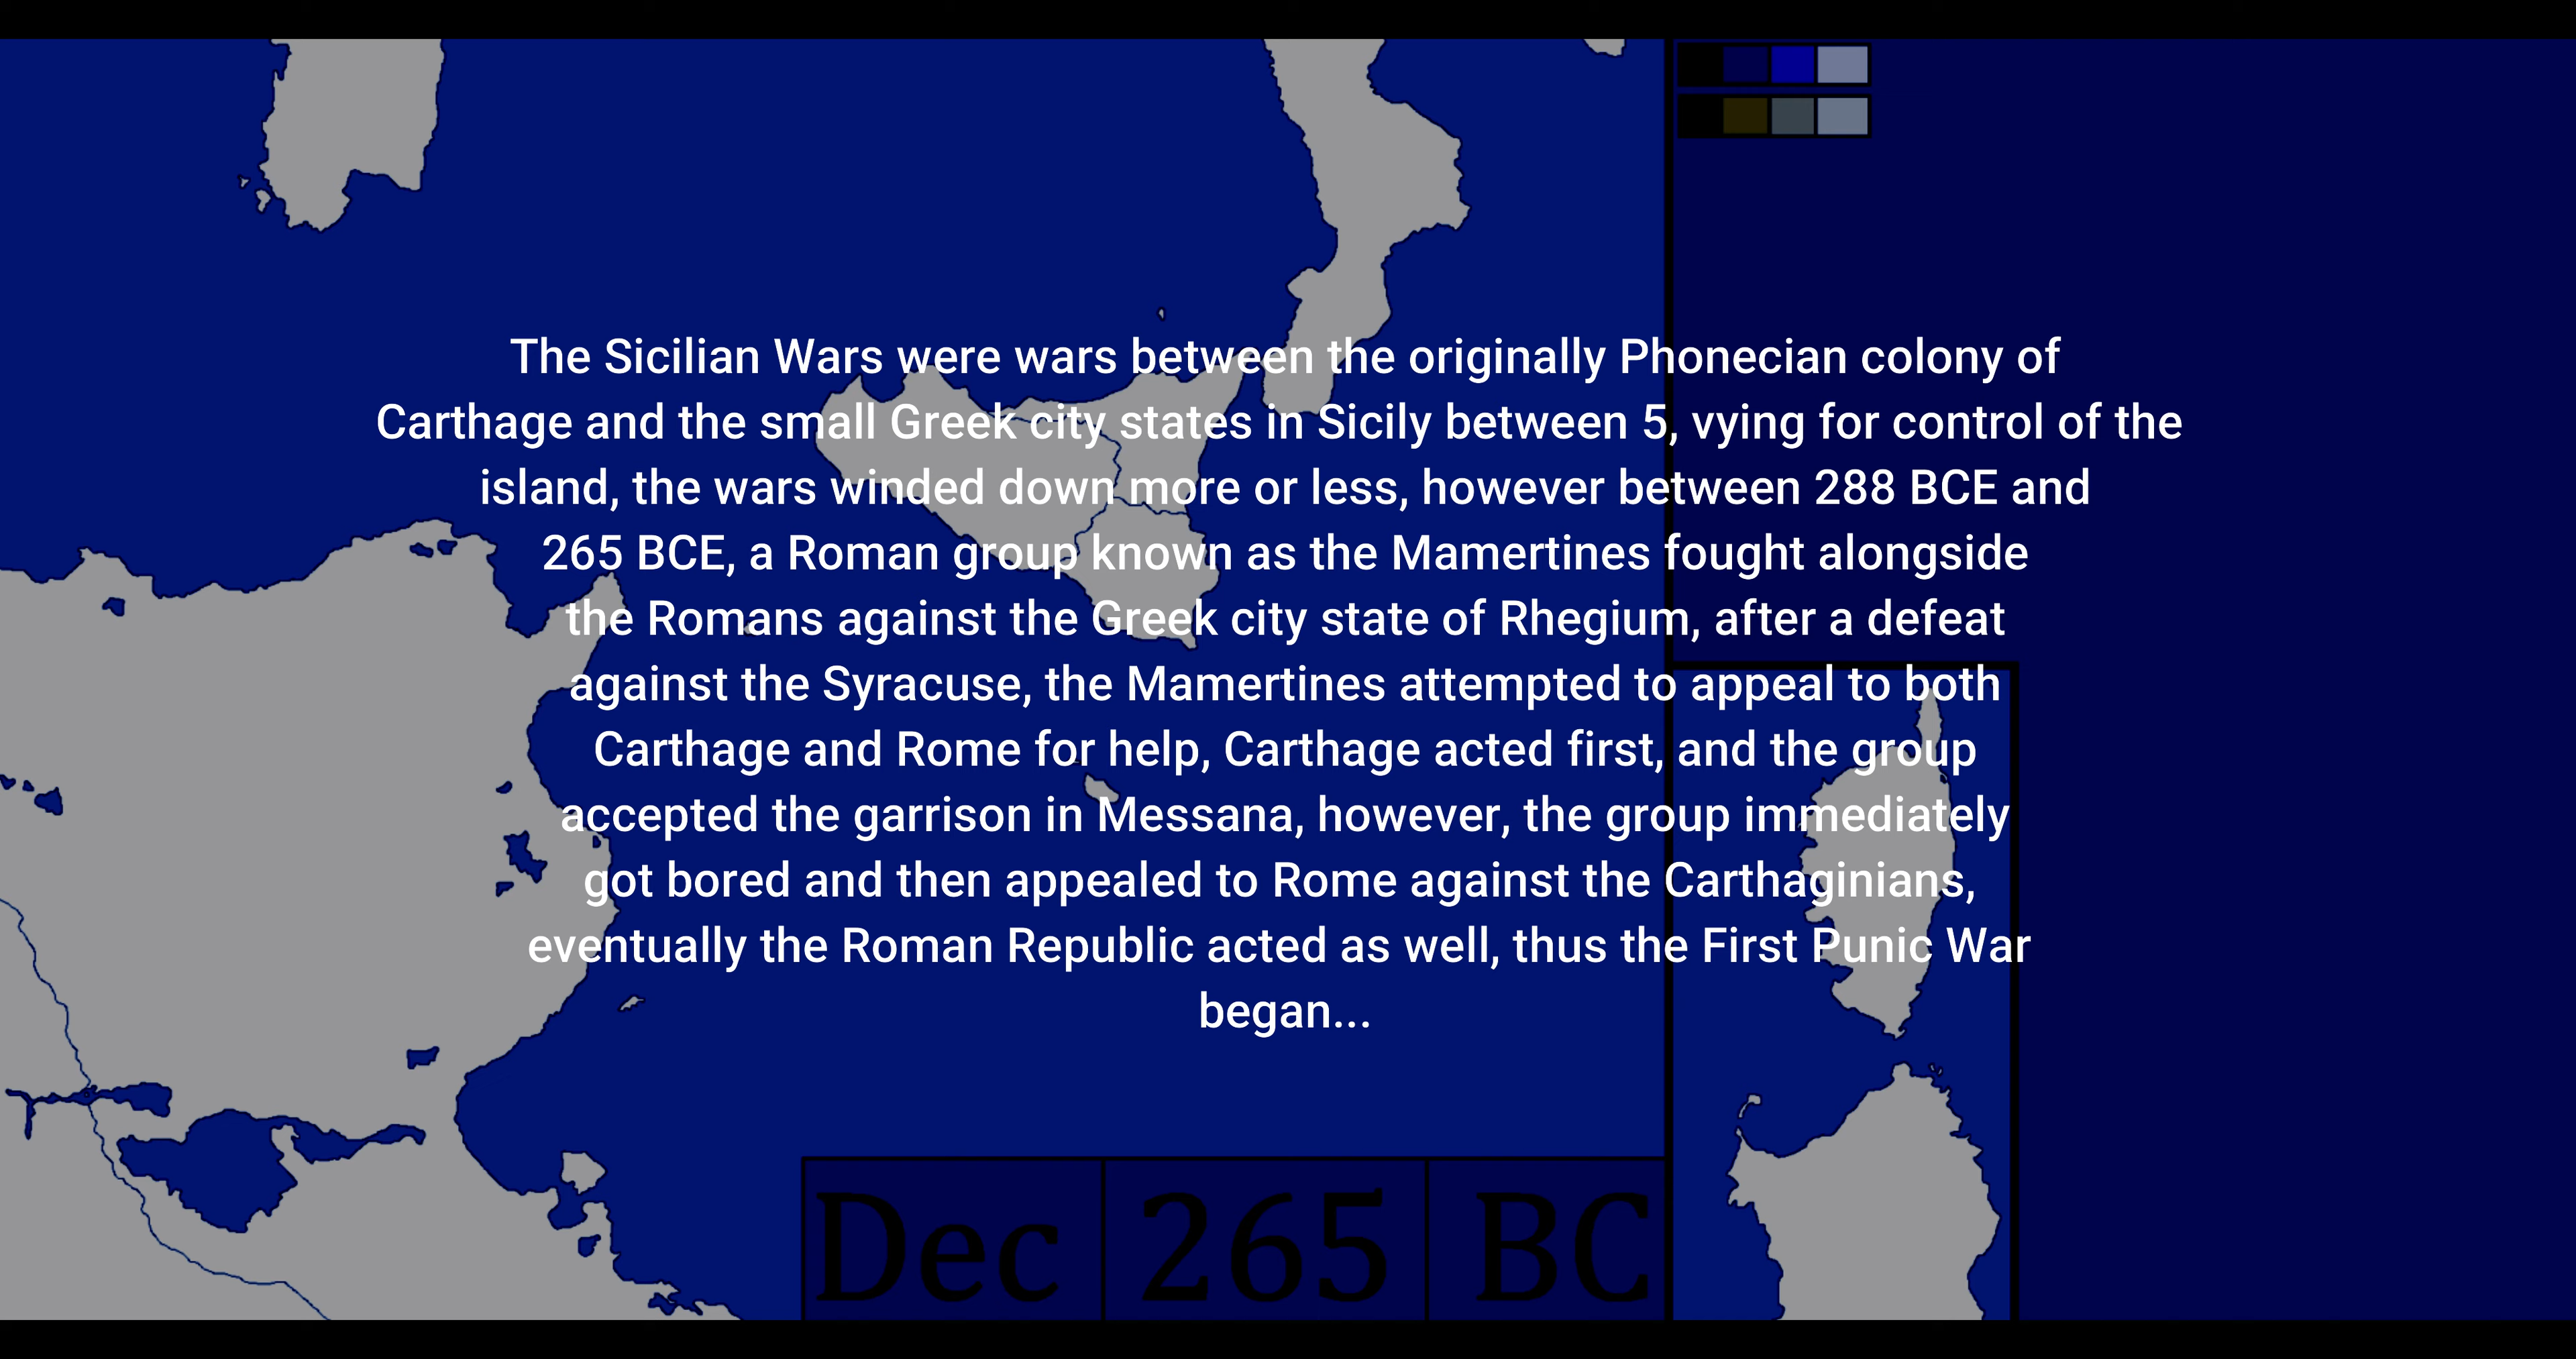 The Sicilian Wars were wars between the originally Phonecian colony of
Carthage and the small Greek city states in Sicily between 5, vying for control of the
island, the wars winded down more or less, however between 288 BCE and
265 BCE, a Roman group known as the Mamertines fought alongside
the Romans against the Greek city state of Rhegium, after a defeat
against the Syracuse, the Mamertines attempted to appeal to both
Carthage and Rome for help, Carthage acted first, and the group
accepted the garrison in Messana, however, the group immediately
got bored and then appealed to Rome against the Carthaginians,
eventually the Roman Republic acted as well, thus the First Punic War
began...
Dec 265 BC